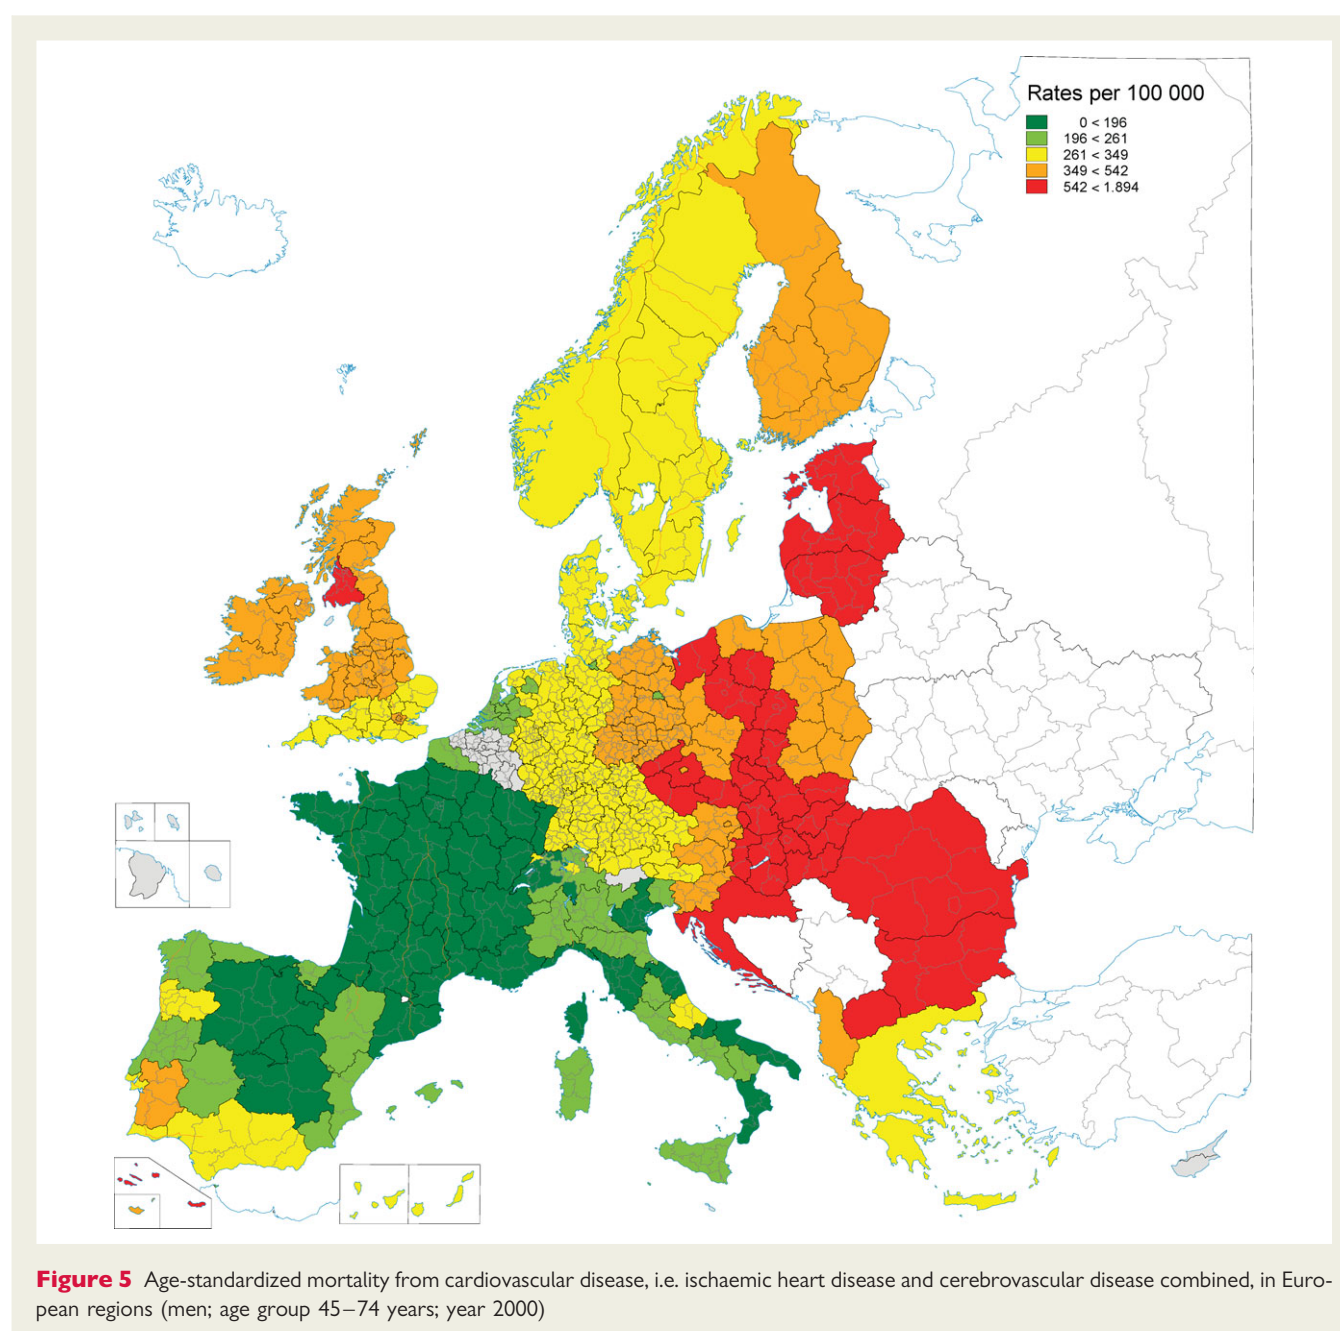 Rates per 100 000
0 < 196
196 < 261
261 < 349
349 < 542
542 < 1.894
Figure 5 Age-standardized mortality from cardiovascular disease, i.e. ischaemic heart disease and cerebrovascular disease combined, in Euro-
pean regions (men; age group 45–74 years; year 2000)